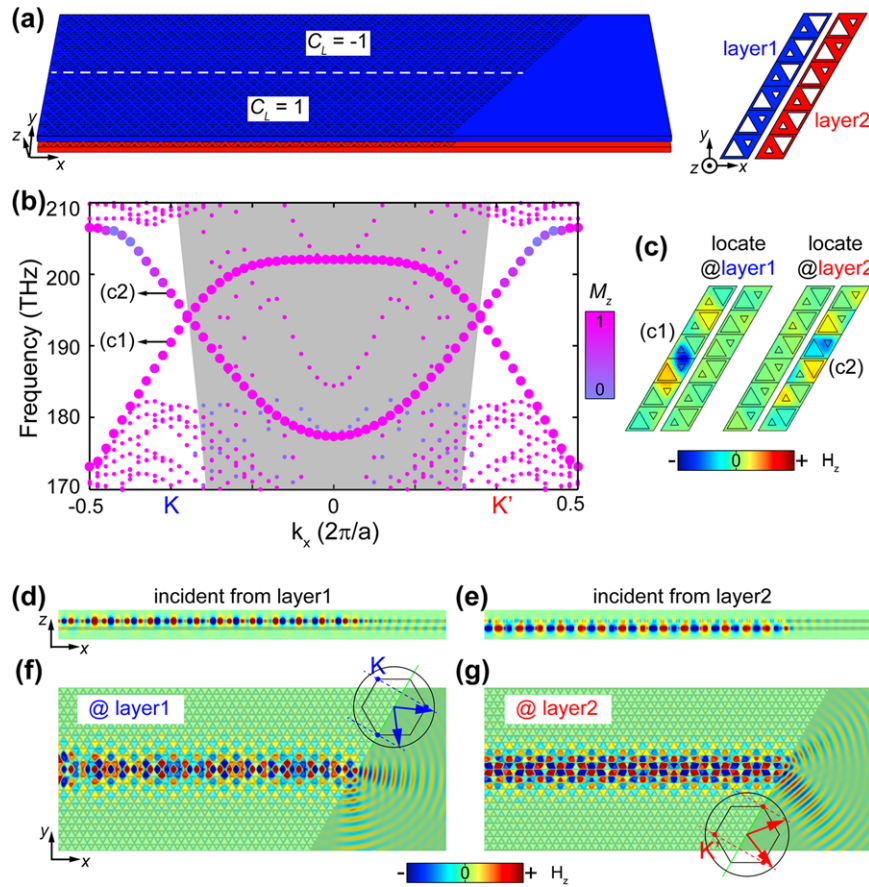 (a)
C_L = -1
C_L = 1
z y x
layer1
layer2
y
z x
(b)
Frequency (THz)
210
200
190
180
170
(c2)
(c1)
M_z
1
0
-0.5 K 0 K' 0.5
k_x (2π/a)
(c)
locate @layer1
locate @layer2
(c1)
(c2)
- 0 + H_z
(d) incident from layer1
z
x
(e) incident from layer2
(f)
@ layer1
K
y
x
(g)
@ layer2
K'
- 0 + H_z